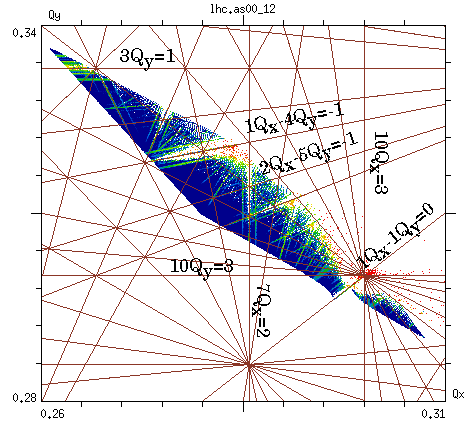 lhc.as00_12
Qy
0.34
3Qy=1
1Qx-4Qy=-1
2Qx-5Qy=-1
10Qx=3
1Qx-1Qy=0
10Qy=3
7Qx=2
0.28
Qx
0.26
0.31